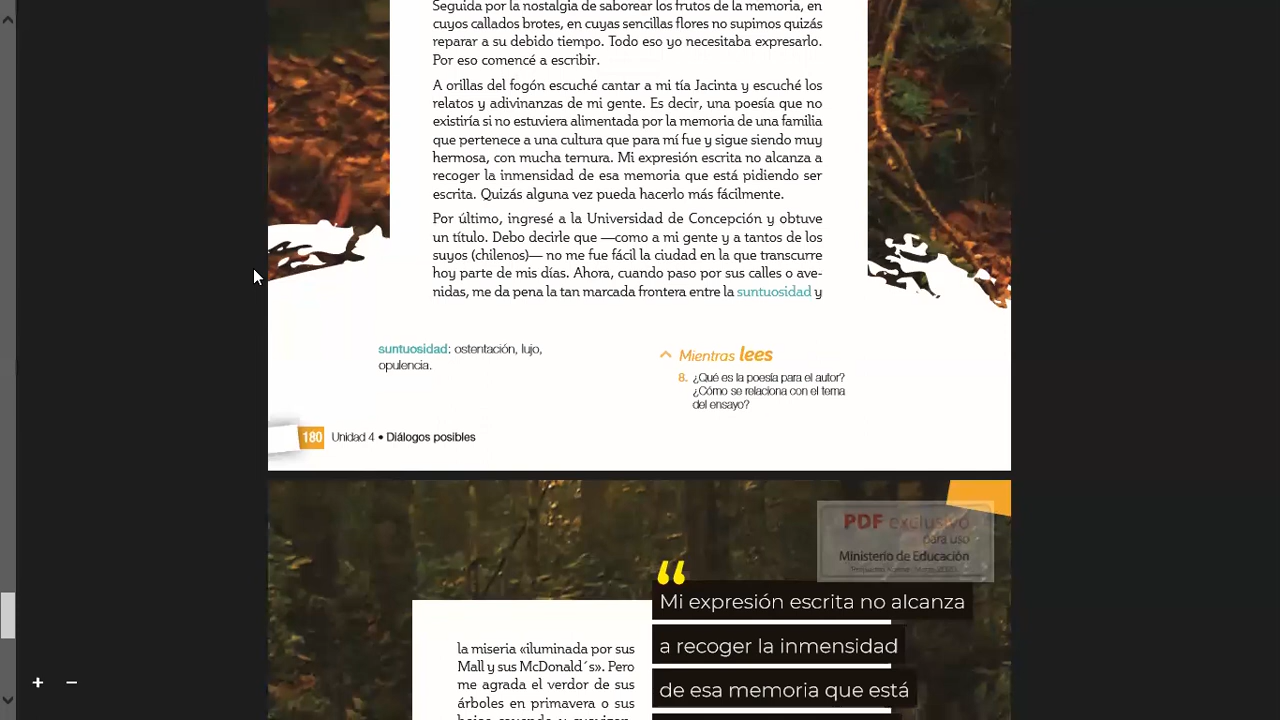 Seguida por la nostalgia de saborear los frutos de la memoria, en
cuyos callados brotes, en cuyas sencillas flores no supimos quizás
reparar a su debido tiempo. Todo eso yo necesitaba expresarlo.
Por eso comencé a escribir.
A orillas del fogón escuché cantar a mi tía Jacinta y escuché los
relatos y adivinanzas de mi gente. Es decir, una poesía que no
existiría si no estuviera alimentada por la memoria de una familia
que pertenece a una cultura que para mí fue y sigue siendo muy
hermosa, con mucha ternura. Mi expresión escrita no alcanza a
recoger la inmensidad de esa memoria que está pidiendo ser
escrita. Quizás alguna vez pueda hacerlo más fácilmente.
Por último, ingresé a la Universidad de Concepción y obtuve
un título. Debo decirle que —como a mi gente y a tantos de los
suyos (chilenos)— no me fue fácil la ciudad en la que transcurre
hoy parte de mis días. Ahora, cuando paso por sus calles o ave-
nidas, me da pena la tan marcada frontera entre la suntuosidad y
suntuosidad: ostentación, lujo,
opulencia.
Mientras lees
8. ¿Qué es la poesía para el autor?
¿Cómo se relaciona con el tema
del ensayo?
180 Unidad 4 • Diálogos posibles
PDF exclusivo
para uso
Ministerio de Educación
“
Mi expresión escrita no alcanza
a recoger la inmensidad
de esa memoria que está
la miseria «iluminada por sus
Mall y sus McDonald´s». Pero
me agrada el verdor de sus
árboles en primavera o sus
+ −